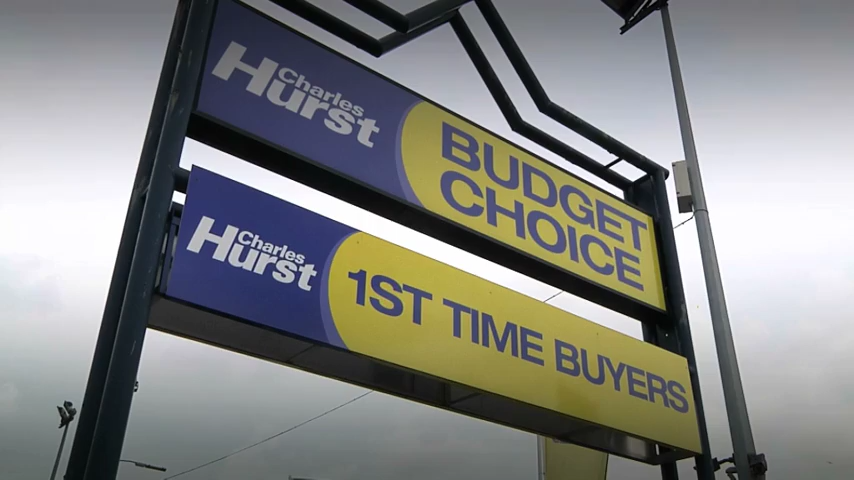 Charles
Hurst
BUDGET
CHOICE
Charles
Hurst
1ST TIME BUYERS